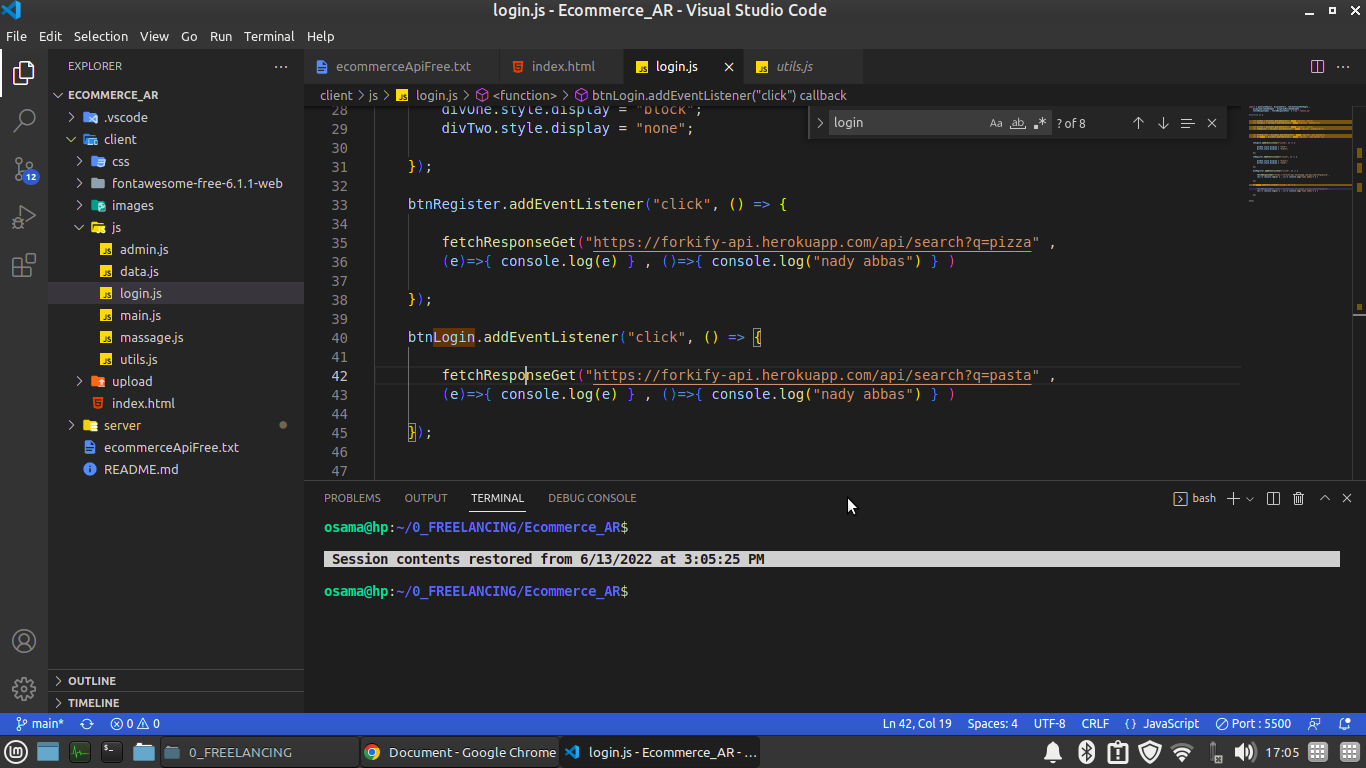 login.js - Ecommerce_AR - Visual Studio Code
File Edit Selection View Go Run Terminal Help
EXPLORER
ecommerceApiFree.txt index.html login.js utils.js
ECOMMERCE_AR
client > js > login.js > <function> > btnLogin.addEventListener("click") callback
.vscode
client
css
fontawesome-free-6.1.1-web
images
js
admin.js
data.js
login.js
main.js
massage.js
utils.js
upload
index.html
server
ecommerceApiFree.txt
README.md
OUTLINE
TIMELINE
12
login Aa ab .* ? of 8
28 divOne.style.display = "block";
29 divTwo.style.display = "none";
30
31 });
32
33 btnRegister.addEventListener("click", () => {
34
35 fetchResponseGet("https://forkify-api.herokuapp.com/api/search?q=pizza" ,
36 (e)=>{ console.log(e) } , ()=>{ console.log("nady abbas") } )
37
38 });
39
40 btnLogin.addEventListener("click", () => {
41
42 fetchResponseGet("https://forkify-api.herokuapp.com/api/search?q=pasta" ,
43 (e)=>{ console.log(e) } , ()=>{ console.log("nady abbas") } )
44
45 });
46
47
PROBLEMS OUTPUT TERMINAL DEBUG CONSOLE bash
osama@hp:~/0_FREELANCING/Ecommerce_AR$
Session contents restored from 6/13/2022 at 3:05:25 PM
osama@hp:~/0_FREELANCING/Ecommerce_AR$
main* 0 0 Ln 42, Col 19 Spaces: 4 UTF-8 CRLF {} JavaScript Port : 5500
0_FREELANCING Document - Google Chrome login.js - Ecommerce_AR - ... 17:05